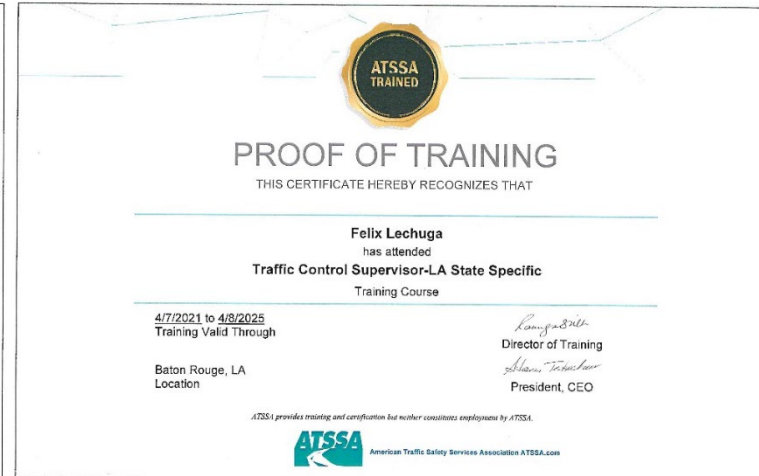 ATSSA
TRAINED
PROOF OF TRAINING
THIS CERTIFICATE HEREBY RECOGNIZES THAT
Felix Lechuga
has attended
Traffic Control Supervisor-LA State Specific
Training Course
4/7/2021 to 4/8/2025
Training Valid Through
Director of Training
Baton Rouge, LA
Location
President, CEO
ATSSA provides training and certification but neither constitutes employment by ATSSA.
ATSSA
American Traffic Safety Services Association ATSSA.com